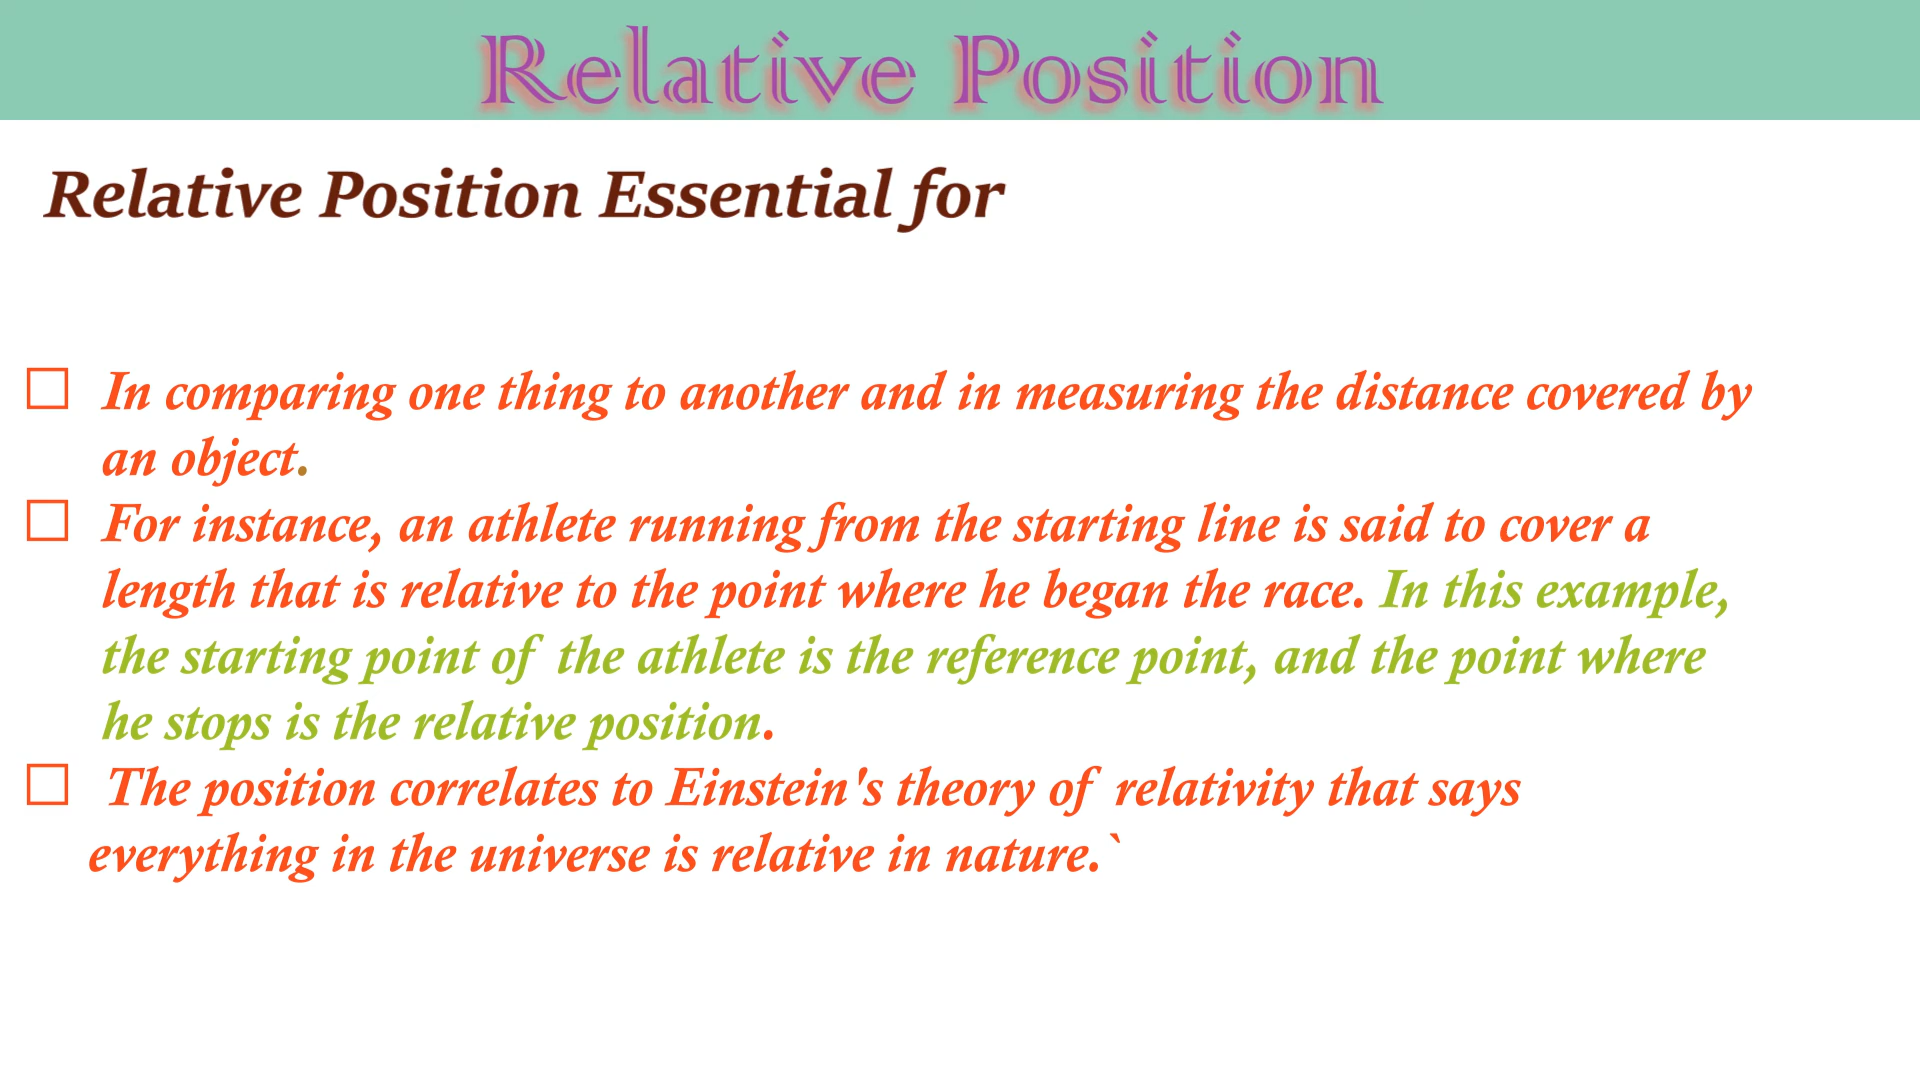 Relative Position
Relative Position Essential for
☐ In comparing one thing to another and in measuring the distance covered by
an object.
☐ For instance, an athlete running from the starting line is said to cover a
length that is relative to the point where he began the race. In this example,
the starting point of the athlete is the reference point, and the point where
he stops is the relative position.
☐ The position correlates to Einstein's theory of relativity that says
everything in the universe is relative in nature.`